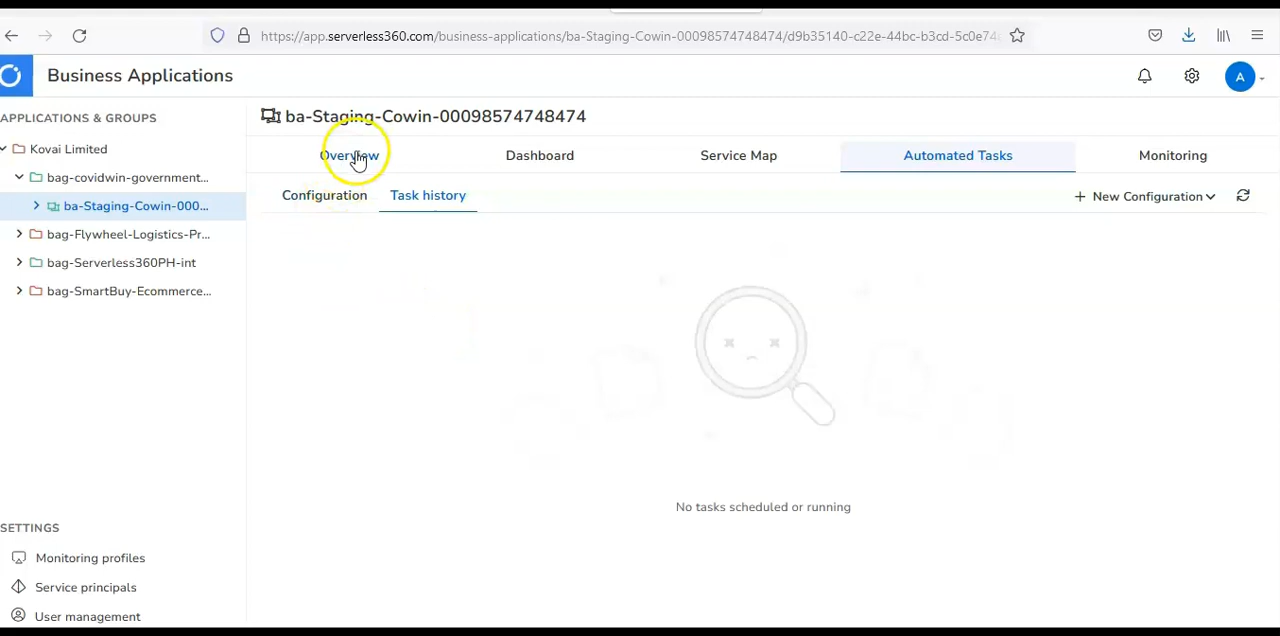 https://app.serverless360.com/business-applications/ba-Staging-Cowin-00098574748474/d9b35140-c22e-44bc-b3cd-5c0e74
Business Applications
A
APPLICATIONS & GROUPS
Kovai Limited
bag-covidwin-government...
ba-Staging-Cowin-000...
bag-Flywheel-Logistics-Pr...
bag-Serverless360PH-int
bag-SmartBuy-Ecommerce...
SETTINGS
Monitoring profiles
Service principals
User management
ba-Staging-Cowin-00098574748474
Overview Dashboard Service Map Automated Tasks Monitoring
Configuration Task history + New Configuration
No tasks scheduled or running